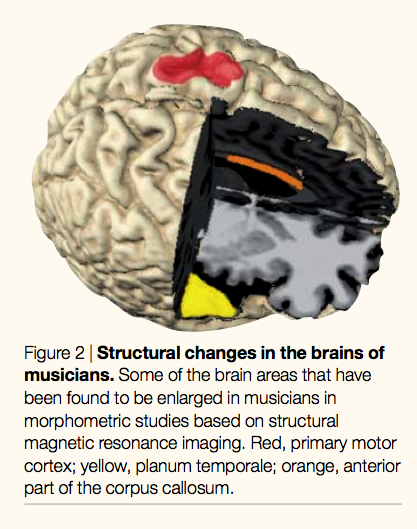 Figure 2 | Structural changes in the brains of
musicians. Some of the brain areas that have
been found to be enlarged in musicians in
morphometric studies based on structural
magnetic resonance imaging. Red, primary motor
cortex; yellow, planum temporale; orange, anterior
part of the corpus callosum.